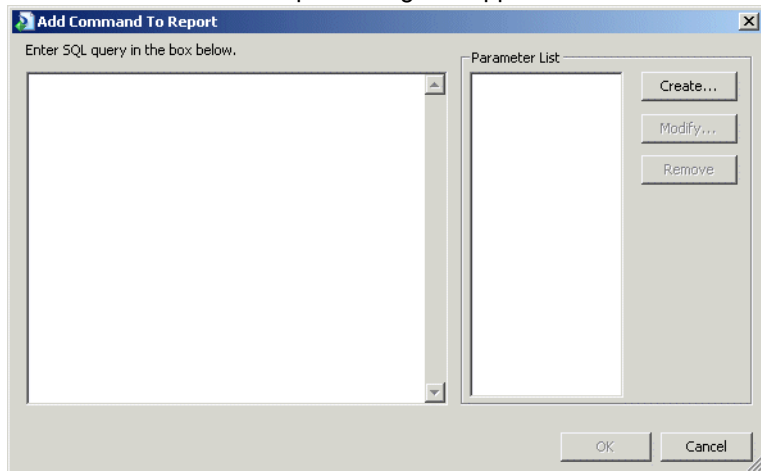 Add Command To Report
Enter SQL query in the box below.
Parameter List
Create...
Modify...
Remove
OK
Cancel